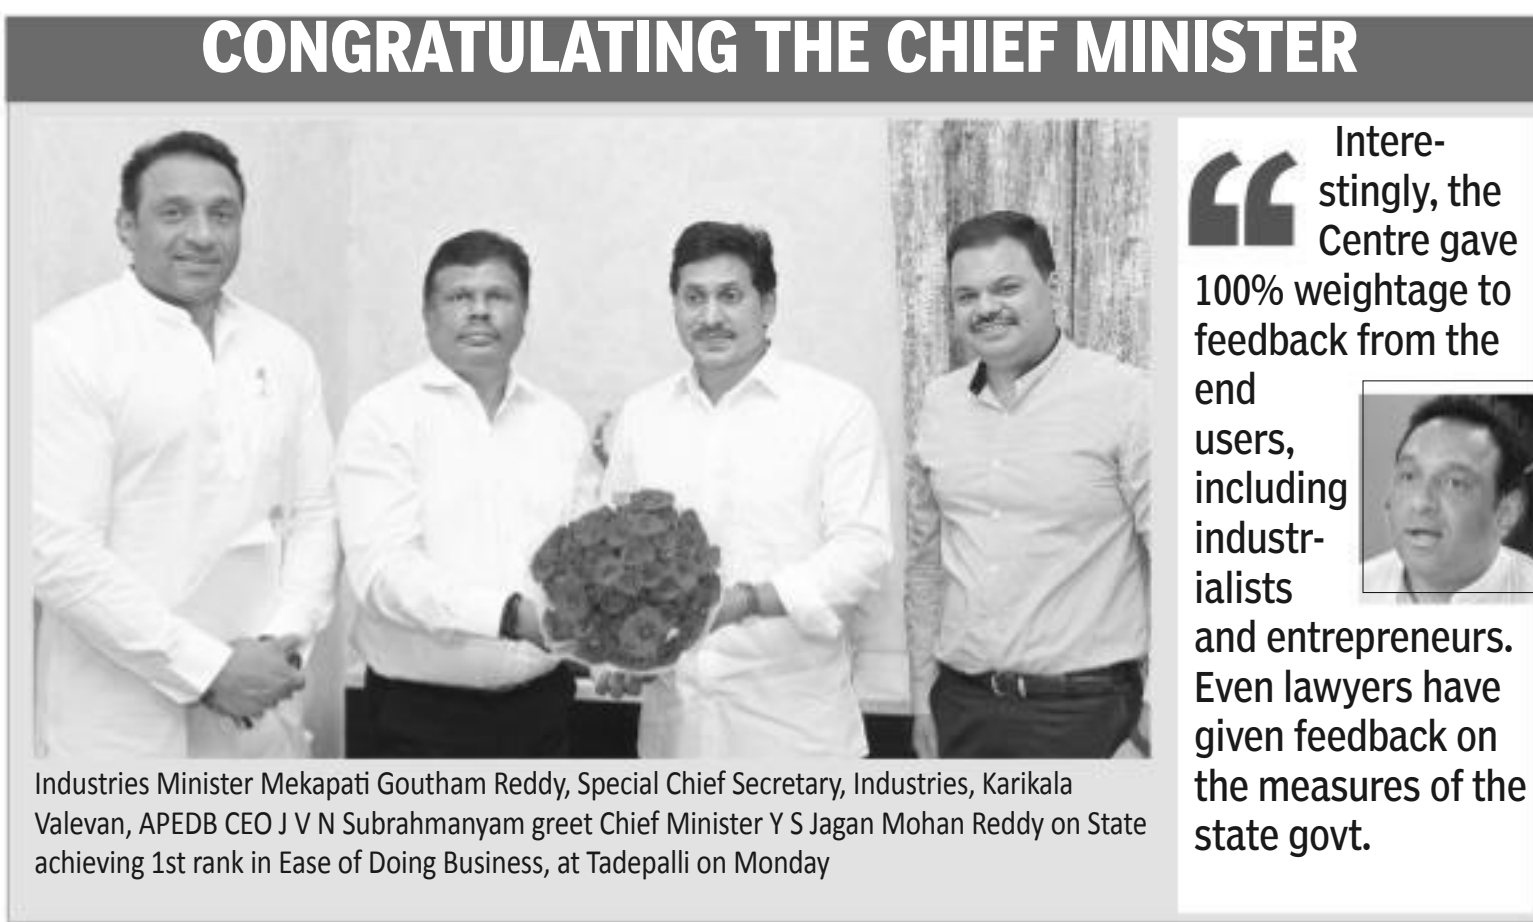 CONGRATULATING THE CHIEF MINISTER
Industries Minister Mekapati Goutham Reddy, Special Chief Secretary, Industries, Karikala
Valevan, APEDB CEO J V N Subrahmanyam greet Chief Minister Y S Jagan Mohan Reddy on State
achieving 1st rank in Ease of Doing Business, at Tadepalli on Monday
“ Intere-
stingly, the
Centre gave
100% weightage to
feedback from the
end
users,
including
industr-
ialists
and entrepreneurs.
Even lawyers have
given feedback on
the measures of the
state govt.